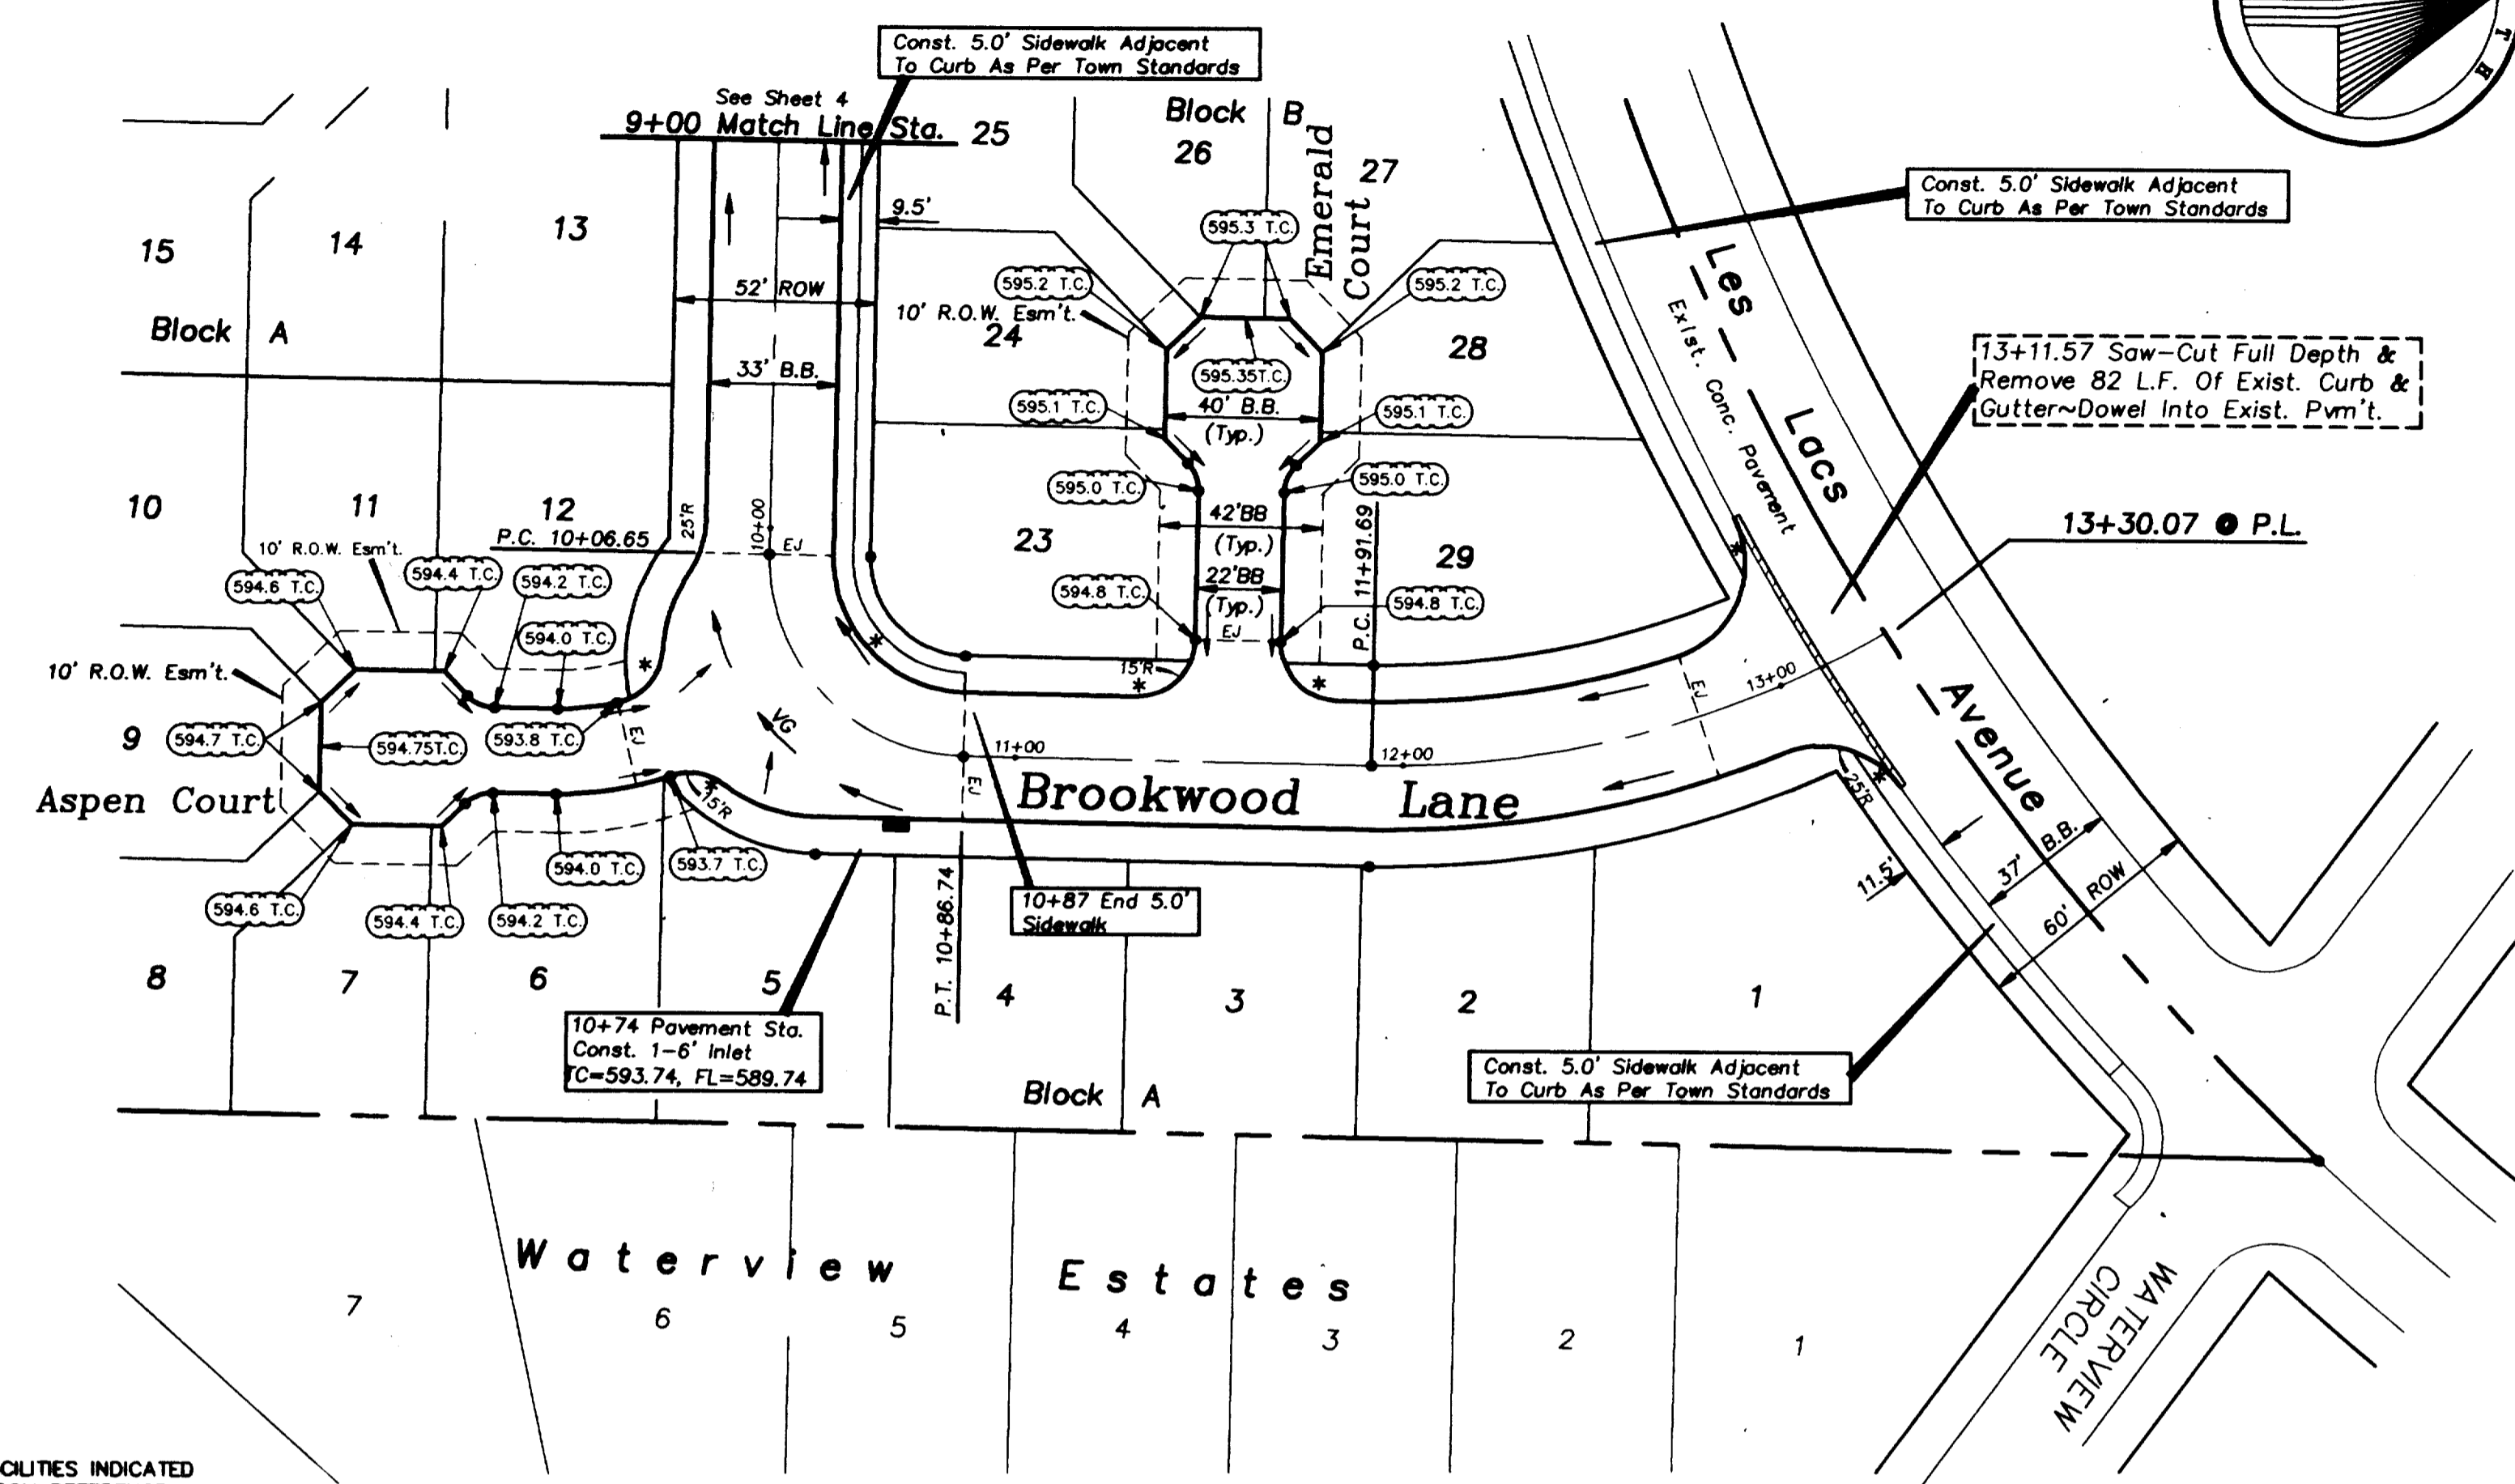 Const. 5.0' Sidewalk Adjacent
To Curb As Per Town Standards
See Sheet 4
9+00 Match Line Sta.
25
Block B
26
Emerald
Court
27
Const. 5.0' Sidewalk Adjacent
To Curb As Per Town Standards
15
14
13
9.5'
595.3 T.C.
595.2 T.C.
595.2 T.C.
52' ROW
10' R.O.W. Esm't.
24
28
Block A
33' B.B.
595.35T.C.
595.1 T.C.
40' B.B.
(Typ.)
595.1 T.C.
Les Lacs Avenue
Exist. Conc. Pavement
13+11.57 Saw-Cut Full Depth &
Remove 82 L.F. Of Exist. Curb &
Gutter~Dowel Into Exist. Pvm't.
10
11
12
25'R
10+00
595.0 T.C.
595.0 T.C.
P.C. 10+06.65
EJ
23
42'BB
(Typ.)
P.C. 11+91.69
29
13+30.07 @ P.L.
10' R.O.W. Esm't.
594.6 T.C.
594.4 T.C.
594.2 T.C.
594.0 T.C.
594.8 T.C.
22'BB
(Typ.)
EJ
594.8 T.C.
10' R.O.W. Esm't.
*
*
15'R
*
*
*
EJ
13+00
9
594.7 T.C.
594.75T.C.
593.8 T.C.
EJ
VG
11+00
12+00
Aspen Court
*
15'R
EJ
Brookwood Lane
*
25'R
594.0 T.C.
593.7 T.C.
594.6 T.C.
594.4 T.C.
594.2 T.C.
P.T. 10+86.74
10+87 End 5.0'
Sidewalk
11.5'
37' B.B.
60' ROW
8
7
6
5
4
3
2
1
10+74 Pavement Sta.
Const. 1-6' Inlet
TC=593.74, FL=589.74
Block A
Const. 5.0' Sidewalk Adjacent
To Curb As Per Town Standards
Waterview Estates
7
6
5
4
3
2
1
WATERVIEW
CIRCLE
CILITIES INDICATED
T
H